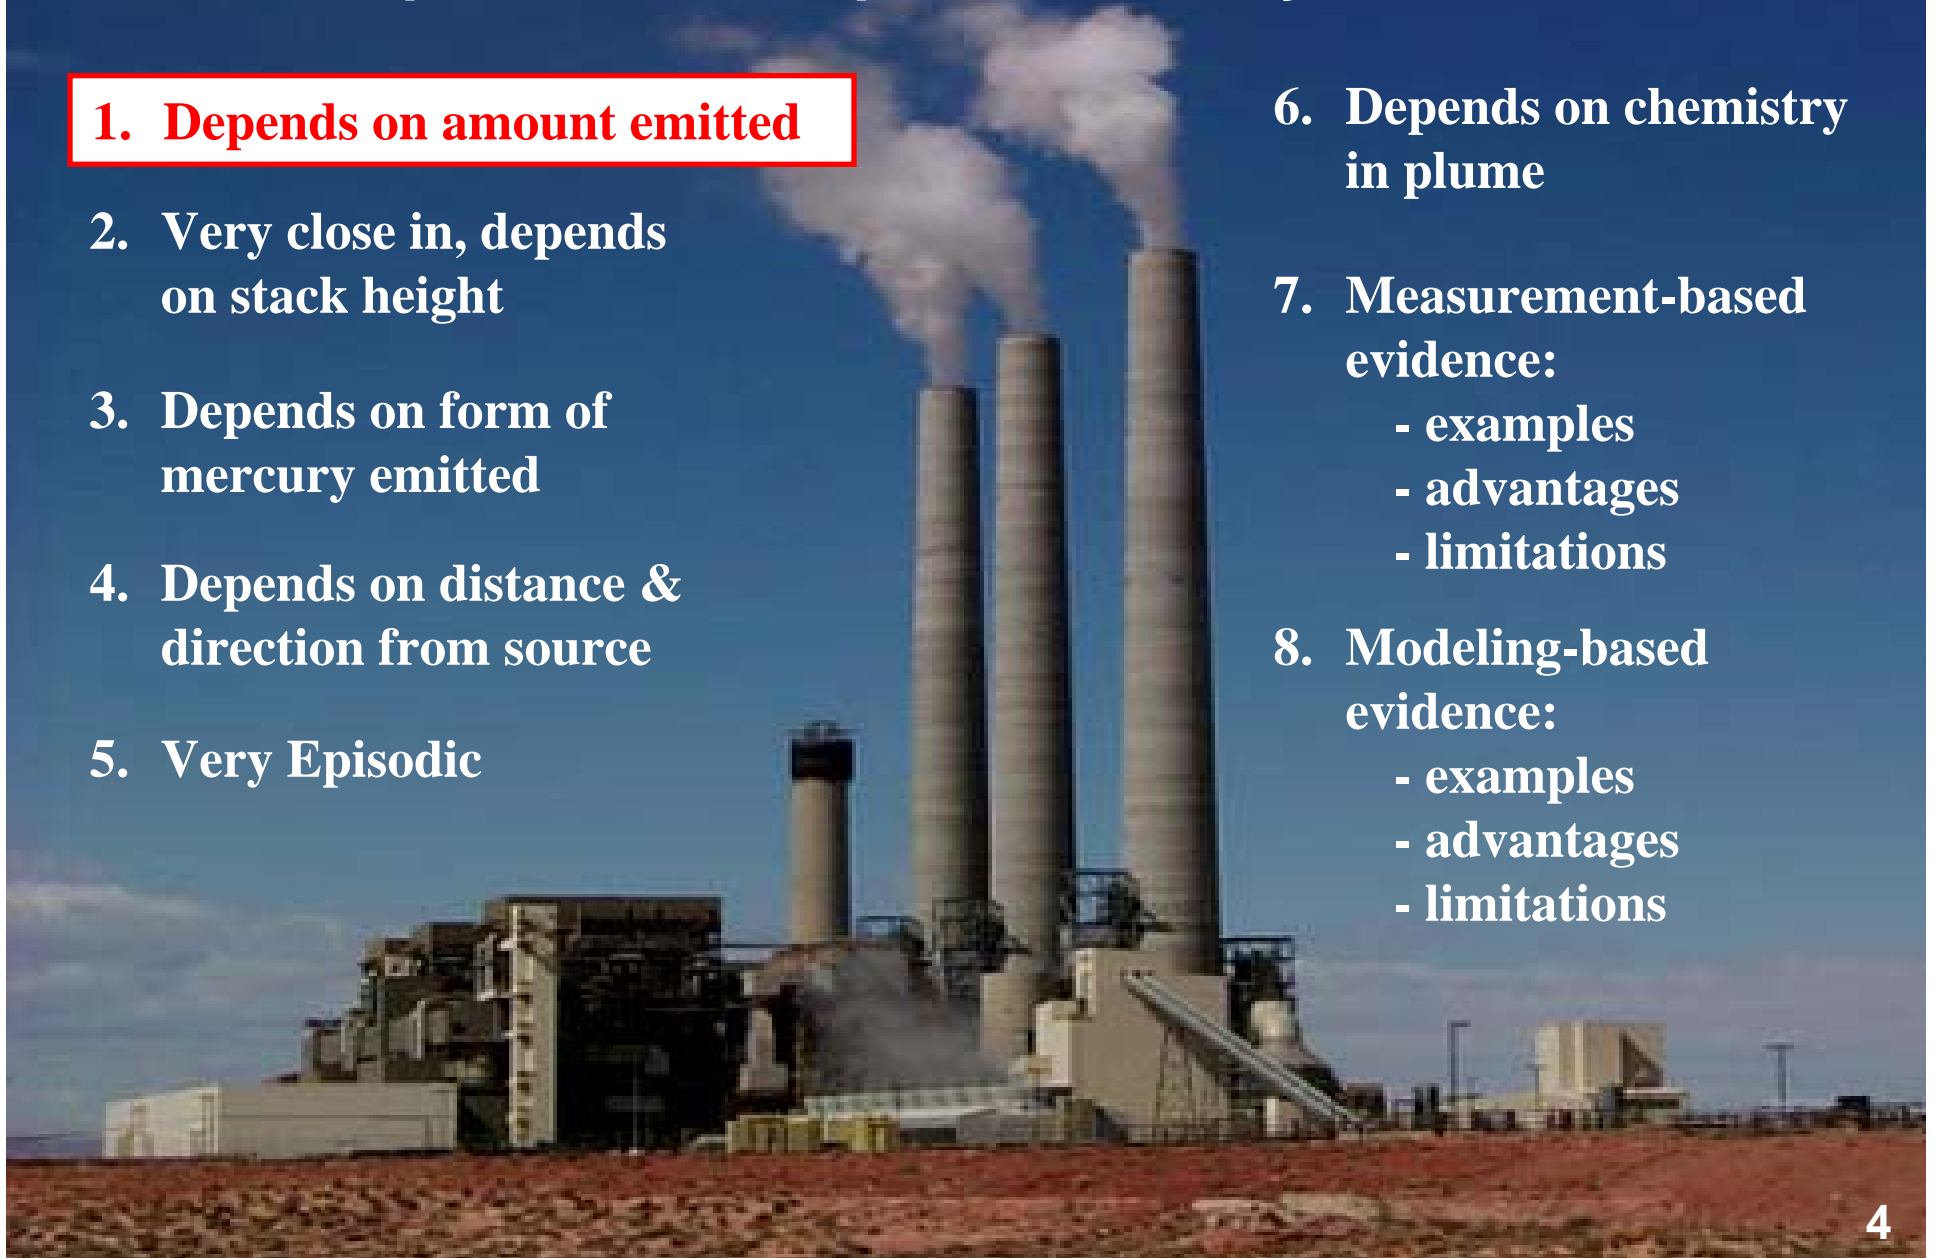 1. Depends on amount emitted
2. Very close in, depends
on stack height
3. Depends on form of
mercury emitted
4. Depends on distance &
direction from source
5. Very Episodic
6. Depends on chemistry
in plume
7. Measurement-based
evidence:
- examples
- advantages
- limitations
8. Modeling-based
evidence:
- examples
- advantages
- limitations
4